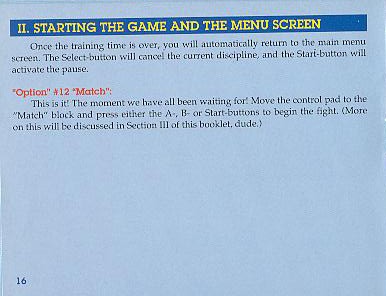 II. STARTING THE GAME AND THE MENU SCREEN
Once the training time is over, you will automatically return to the main menu
screen. The Select-button will cancel the current discipline, and the Start-button will
activate the pause.
"Option" #12 "Match":
This is it! The moment we have all been waiting for! Move the control pad to the
"Match" block and press either the A-, B- or Start-buttons to begin the fight. (More
on this will be discussed in Section III of this booklet, dude.)
16